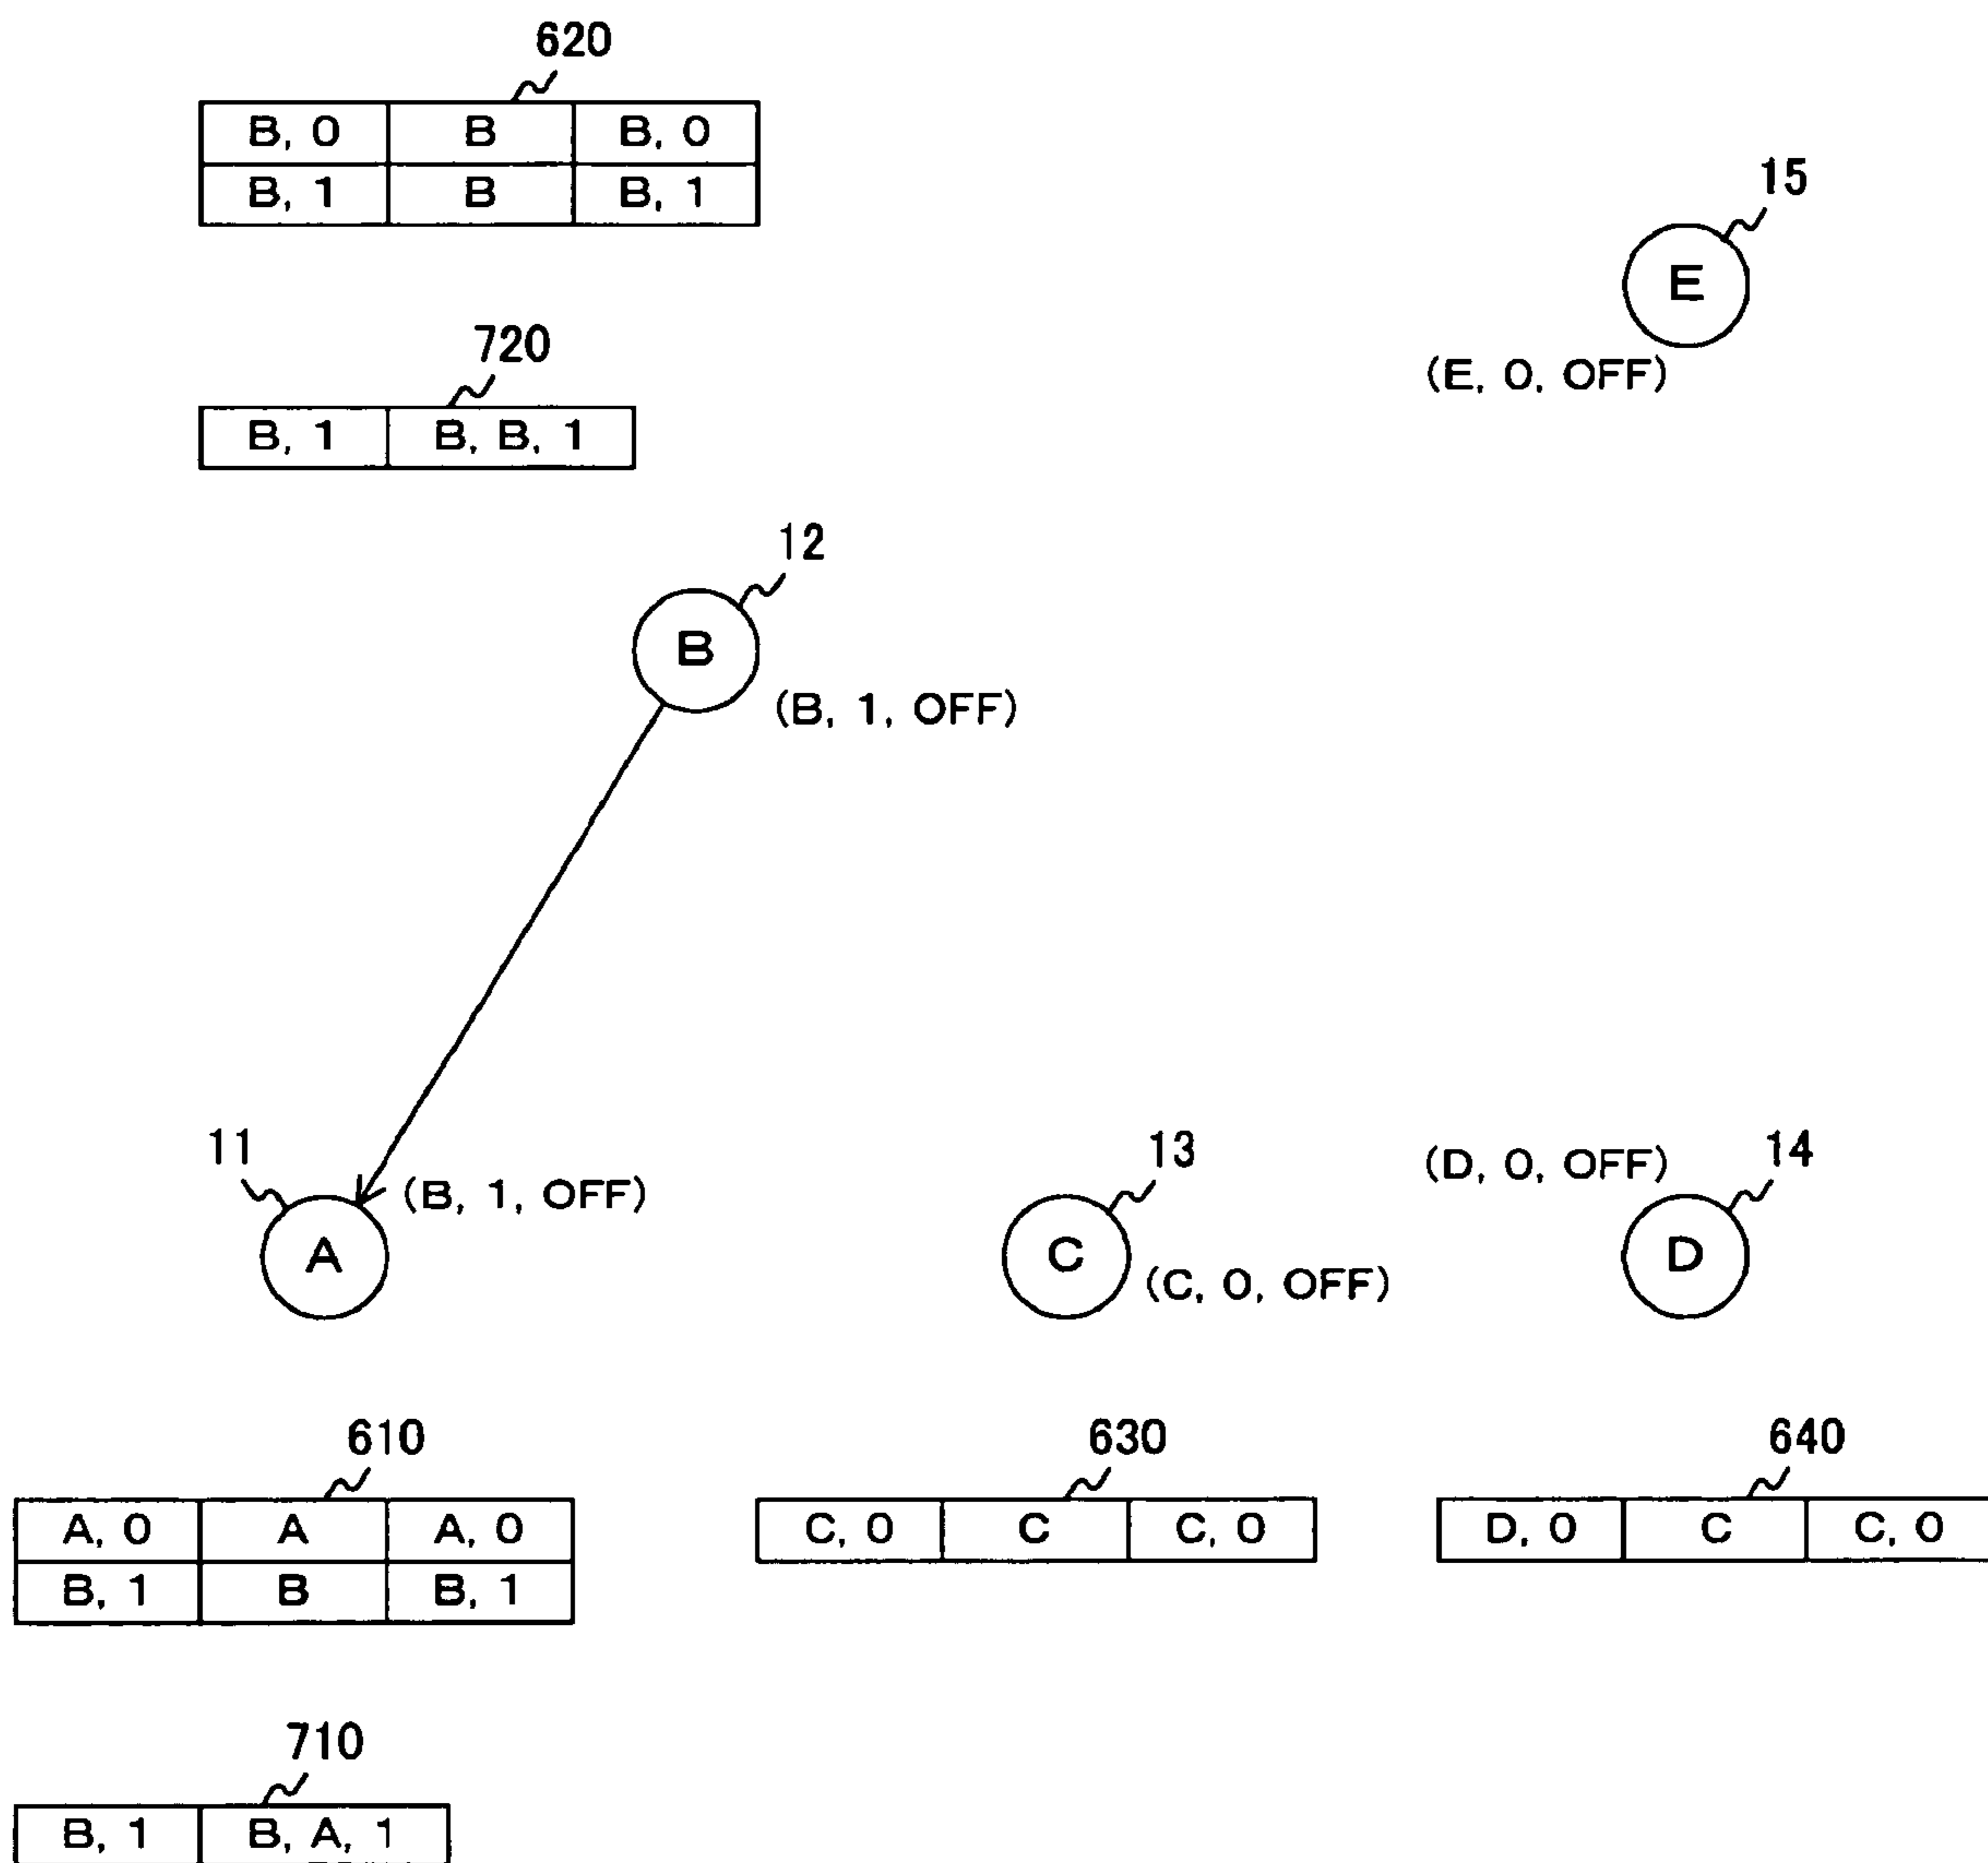 620
B, 0 B B, 0
B, 1 B B, 1
15
E
(E, 0, OFF)
720
B, 1 B, B, 1
12
B
(B, 1, OFF)
11
(B, 1, OFF)
A
13
C
(C, 0, OFF)
(D, 0, OFF)
14
D
610
A, 0 A A, 0
B, 1 B B, 1
630
C, 0 C C, 0
640
D, 0 C C, 0
710
B, 1 B, A, 1